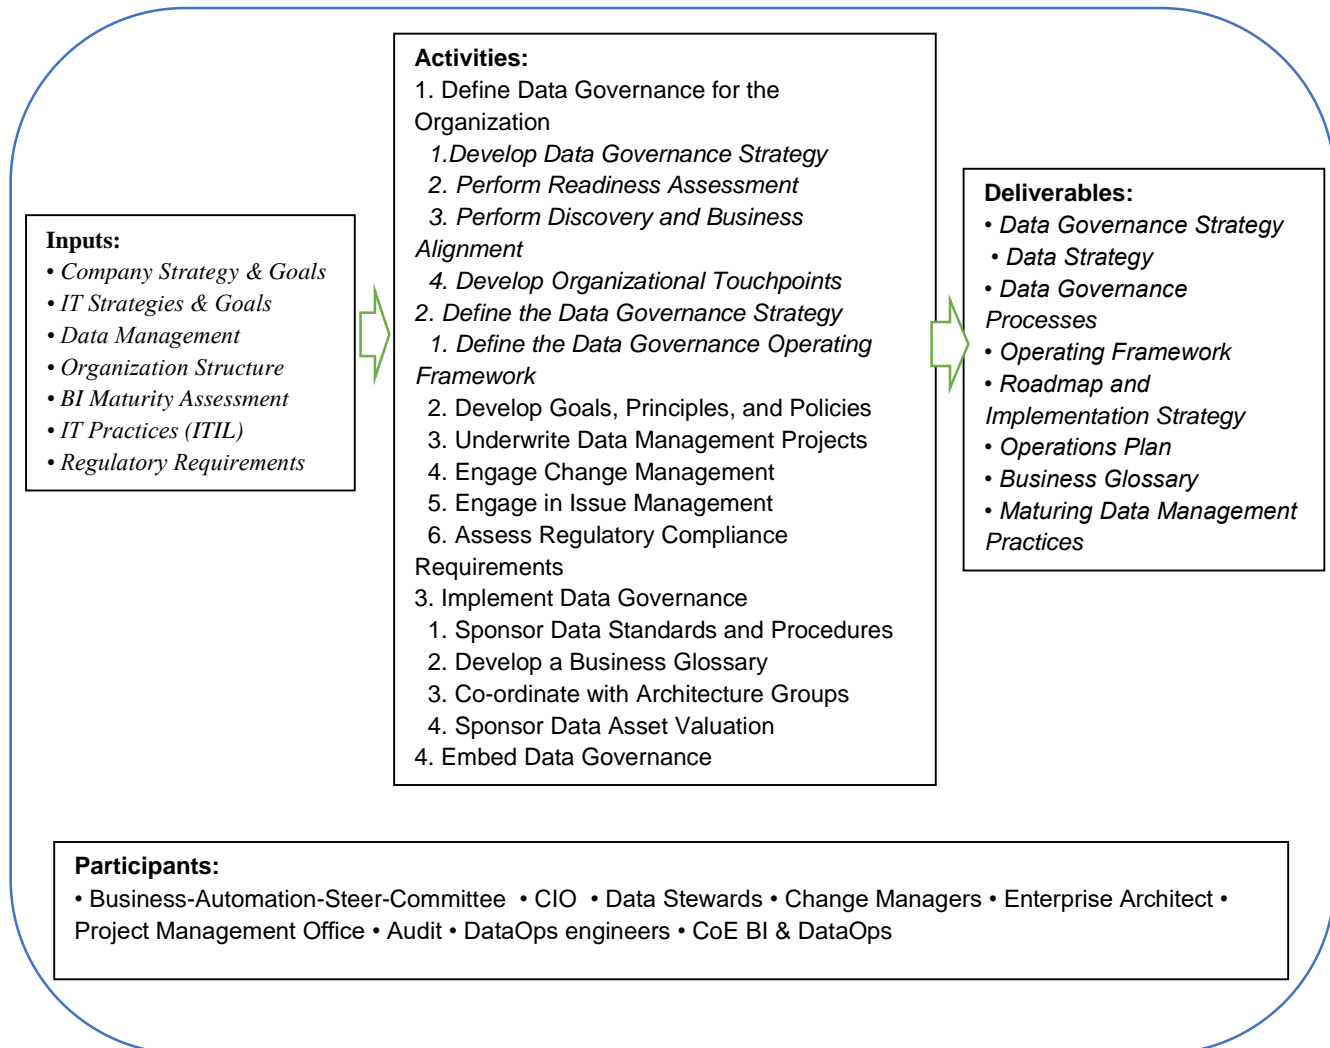 Inputs:
• Company Strategy & Goals
• IT Strategies & Goals
• Data Management
• Organization Structure
• BI Maturity Assessment
• IT Practices (ITIL)
• Regulatory Requirements
Activities:
1. Define Data Governance for the
Organization
1.Develop Data Governance Strategy
2. Perform Readiness Assessment
3. Perform Discovery and Business
Alignment
4. Develop Organizational Touchpoints
2. Define the Data Governance Strategy
1. Define the Data Governance Operating
Framework
2. Develop Goals, Principles, and Policies
3. Underwrite Data Management Projects
4. Engage Change Management
5. Engage in Issue Management
6. Assess Regulatory Compliance
Requirements
3. Implement Data Governance
1. Sponsor Data Standards and Procedures
2. Develop a Business Glossary
3. Co-ordinate with Architecture Groups
4. Sponsor Data Asset Valuation
4. Embed Data Governance
Deliverables:
• Data Governance Strategy
• Data Strategy
• Data Governance
Processes
• Operating Framework
• Roadmap and
Implementation Strategy
• Operations Plan
• Business Glossary
• Maturing Data Management
Practices
Participants:
• Business-Automation-Steer-Committee • CIO • Data Stewards • Change Managers • Enterprise Architect •
Project Management Office • Audit • DataOps engineers • CoE BI & DataOps